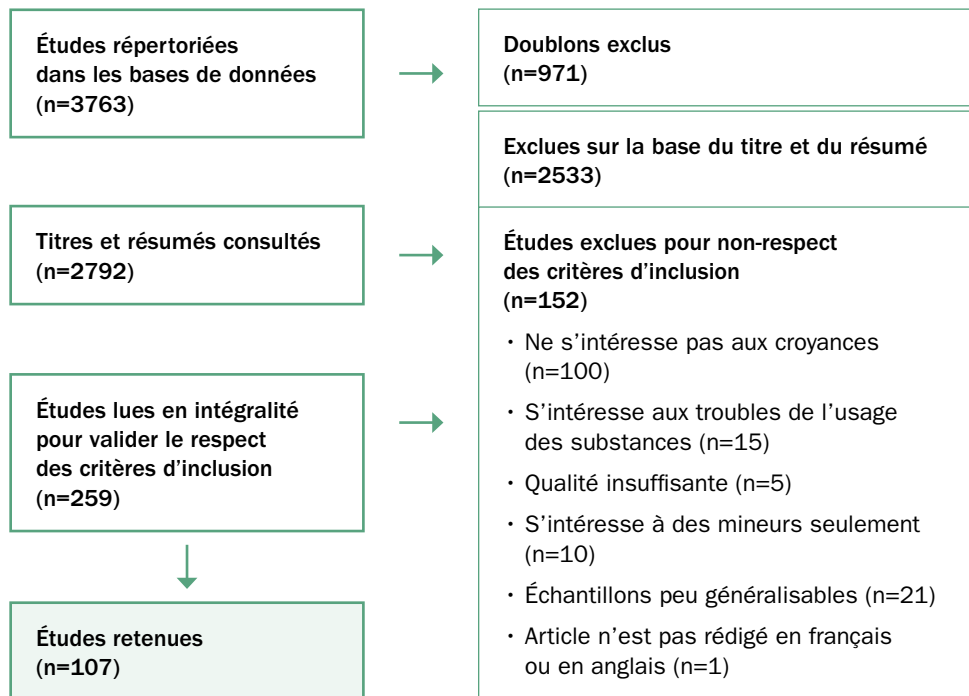 Études répertoriées
dans les bases de données
(n=3763)
Doublons exclus
(n=971)
Exclues sur la base du titre et du résumé
(n=2533)
Titres et résumés consultés
(n=2792)
Études exclues pour non-respect
des critères d’inclusion
(n=152)
· Ne s’intéresse pas aux croyances
(n=100)
· S’intéresse aux troubles de l’usage
des substances (n=15)
· Qualité insuffisante (n=5)
· S’intéresse à des mineurs seulement
(n=10)
· Échantillons peu généralisables (n=21)
· Article n’est pas rédigé en français
ou en anglais (n=1)
Études lues en intégralité
pour valider le respect
des critères d’inclusion
(n=259)
Études retenues
(n=107)